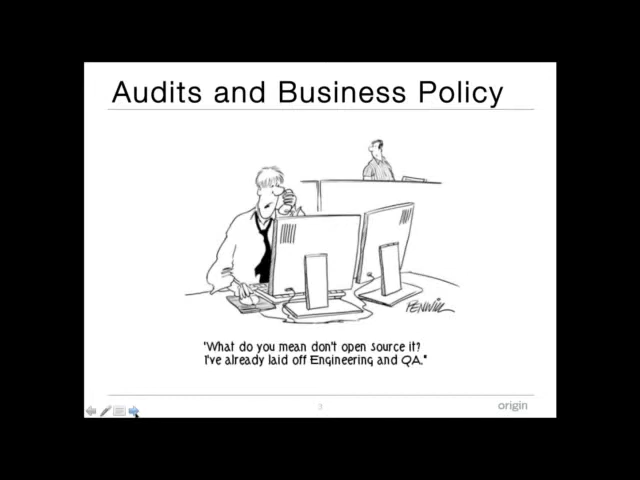 Audits and Business Policy
PENWILL
"What do you mean don't open source it?
I've already laid off Engineering and QA."
3
origin